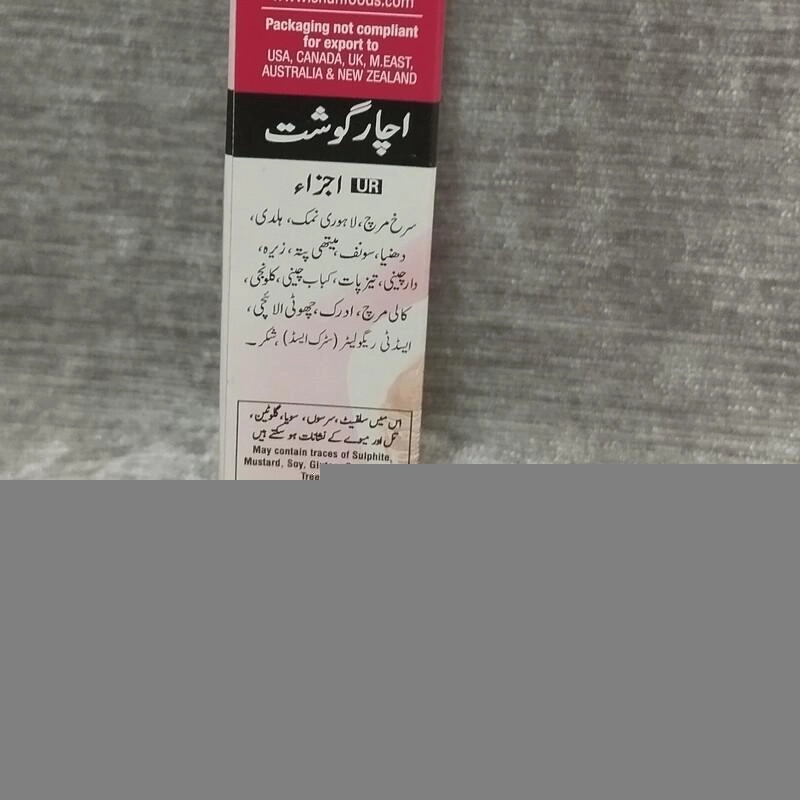 Packaging not compliant
for export to
USA, CANADA, UK, M.EAST,
AUSTRALIA & NEW ZEALAND
اچار گوشت
اجزاء UR
سرخ مرچ، لاہوری نمک، ہلدی،
دھنیا، سونف، میتھی پتہ، زیرہ،
دارچینی، تیز پات، کباب چینی، کلونجی،
کالی مرچ، ادرک، چھوٹی الائچی،
ایسڈٹی ریگولیٹر (سٹرک ایسڈ)، شکر۔
اس میں سلفیٹ، سرسوں، سویا، گلوٹین،
تل اور میوے کے نشانات ہو سکتے ہیں
May contain traces of Sulphite,
Mustard, Soy,